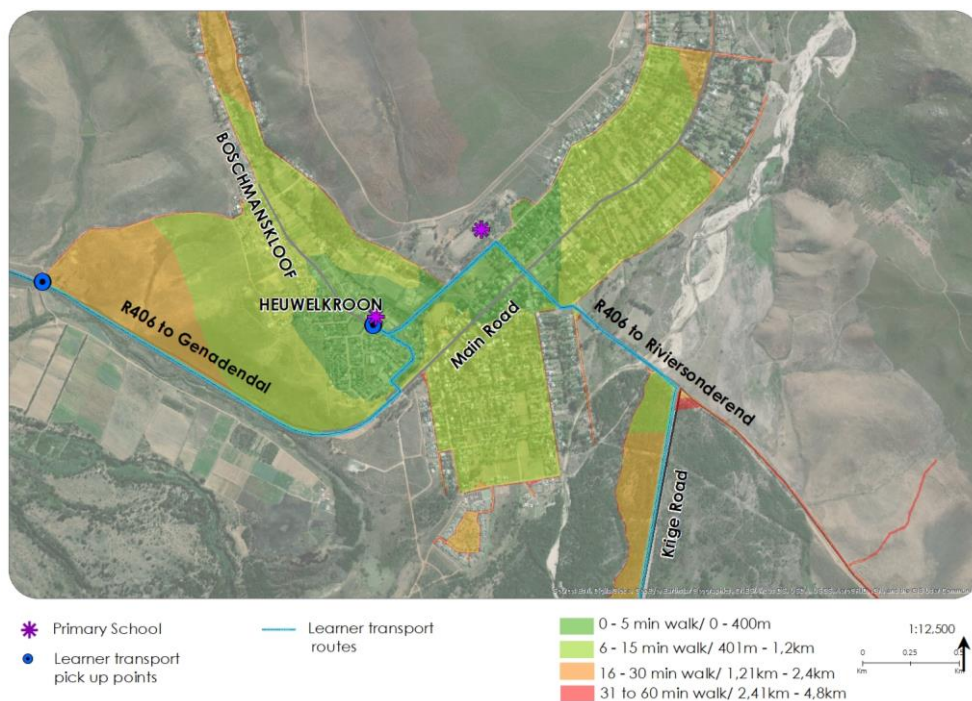 BOSCHMANSKLOOF
HEUWELKROON
R406 to Genadendal
Main Road
R406 to Riviersonderend
Krige Road
Primary School
Learner transport
pick up points
Learner transport
routes
0 - 5 min walk/ 0 - 400m
6 - 15 min walk/ 401m - 1,2km
16 - 30 min walk/ 1,21km - 2,4km
31 to 60 min walk/ 2,41km - 4,8km
1:12.500
0 0.25 0.5
Km